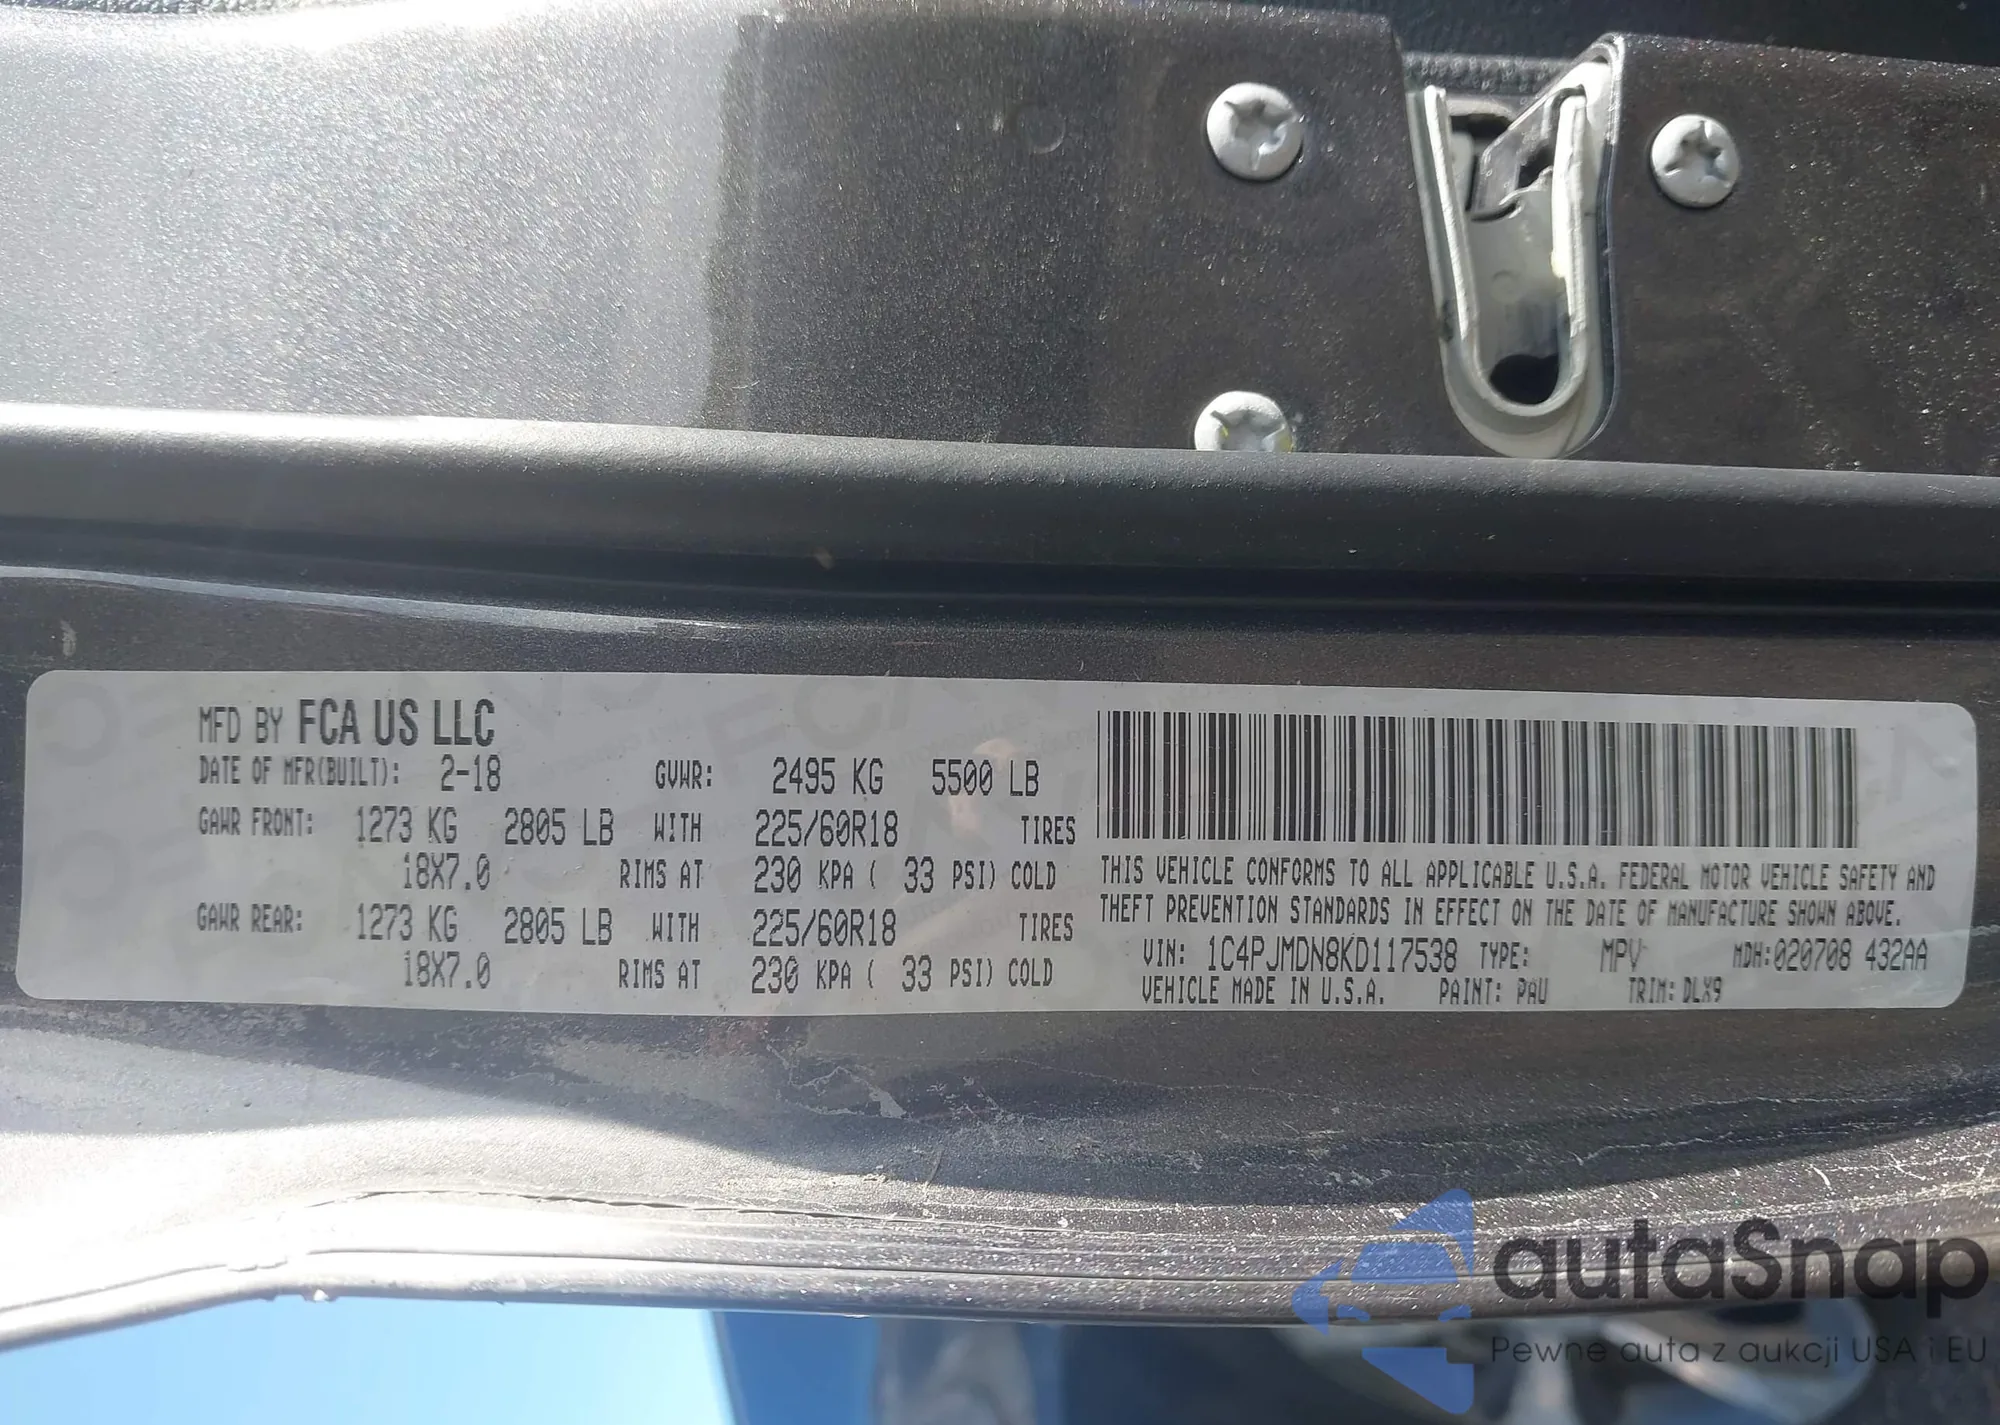 MFD BY FCA US LLC
DATE OF MFR(BUILT): 2-18 GVWR: 2495 KG 5500 LB
GAWR FRONT: 1273 KG 2805 LB WITH 225/60R18 TIRES
18X7.0 RIMS AT 230 KPA ( 33 PSI) COLD
GAWR REAR: 1273 KG 2805 LB WITH 225/60R18 TIRES
18X7.0 RIMS AT 230 KPA ( 33 PSI) COLD
THIS VEHICLE CONFORMS TO ALL APPLICABLE U.S.A. FEDERAL MOTOR VEHICLE SAFETY AND
THEFT PREVENTION STANDARDS IN EFFECT ON THE DATE OF MANUFACTURE SHOWN ABOVE.
VIN: 1C4PJMDN8KD117538 TYPE: MPV MDH:020708 432AA
VEHICLE MADE IN U.S.A. PAINT: PAU TRIM: DLX9
autaSnap
Pewne auta z aukcji USA i EU